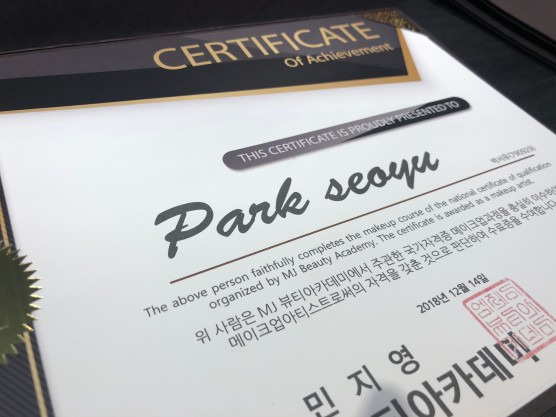 CERTIFICATE
Of Achievement
THIS CERTIFICATE IS PROUDLY PRESENTED TO
Park seoyu
The above person faithfully completes the makeup course of the national certificate of qualification
organized by MJ Beauty Academy. The certificate is awarded as a makeup artist.
위 사람은 MJ 뷰티아카데미에서 주관한 국가자격증 메이크업과정을 충실히 이수하여
메이크업아티스트로써의 자격을 갖춘 것으로 판단하여 수료증을 수여합니다
2018년 12월 14일
민지영
뷰티아카데미